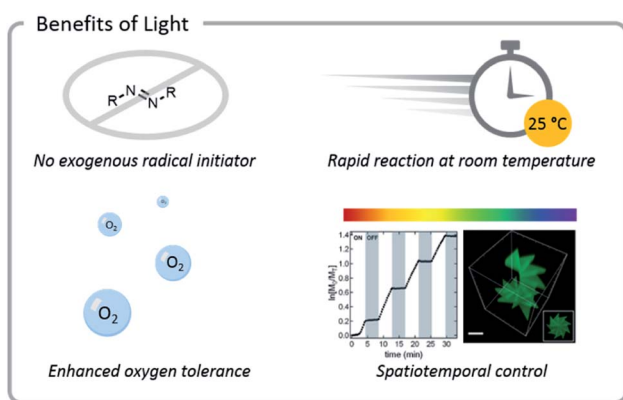 Benefits of Light
R N N R
No exogenous radical initiator
25 °C
Rapid reaction at room temperature
O₂
O₂
O₂
O₂
Enhanced oxygen tolerance
ON OFF
ln[M₀/Mₜ]
1.4
1.2
1.0
0.8
0.6
0.4
0.2
0.0
0 5 10 15 20 25 30
time (min)
Spatiotemporal control